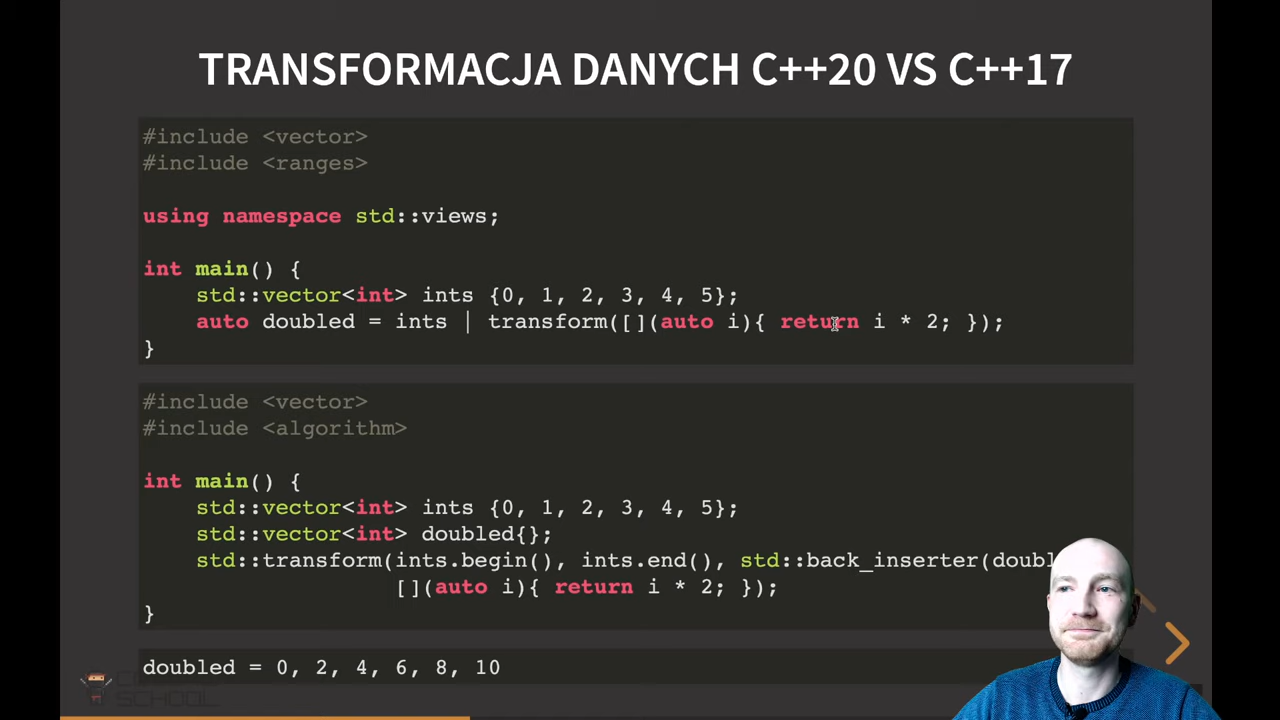 TRANSFORMACJA DANYCH C++20 VS C++17
#include <vector>
#include <ranges>
using namespace std::views;
int main() {
    std::vector<int> ints {0, 1, 2, 3, 4, 5};
    auto doubled = ints | transform([](auto i){ return i * 2; });
}
#include <vector>
#include <algorithm>
int main() {
    std::vector<int> ints {0, 1, 2, 3, 4, 5};
    std::vector<int> doubled{};
    std::transform(ints.begin(), ints.end(), std::back_inserter(doubl
                   [](auto i){ return i * 2; });
}
doubled = 0, 2, 4, 6, 8, 10
SCHOOL